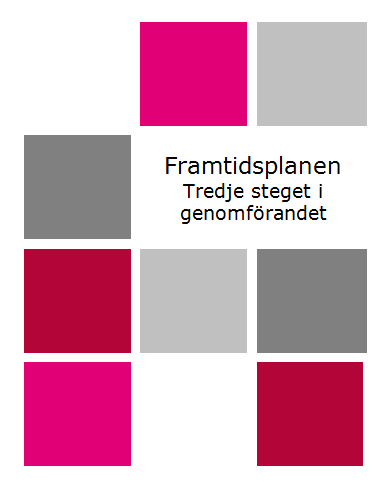 Framtidsplanen
Tredje steget i
genomförandet